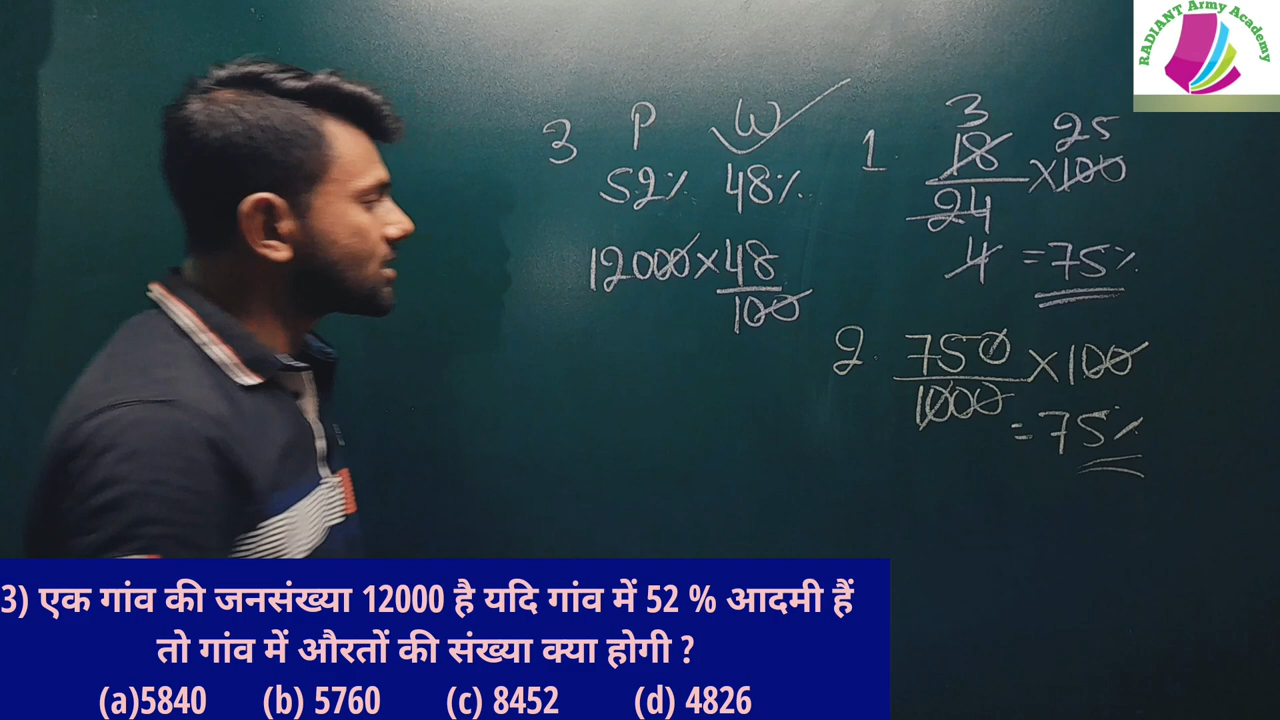 RADIANT Army Academy
3 P W
52% 48%
12000×48
100
1. 3
18 × 100 25
24
4 = 75%
2. 750 × 100
1000
= 75%
3) एक गांव की जनसंख्या 12000 है यदि गांव में 52 % आदमी हैं
तो गांव में औरतों की संख्या क्या होगी ?
(a)5840 (b) 5760 (c) 8452 (d) 4826